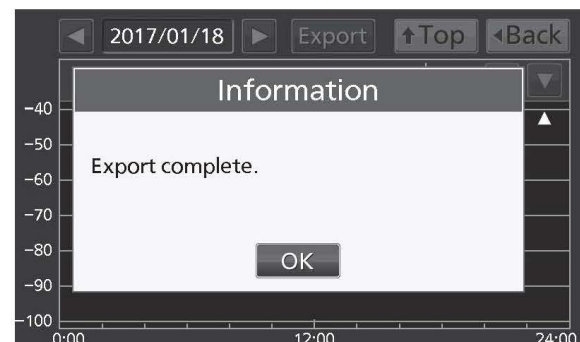 ◀ 2017/01/18 ▶ Export ↑Top ◀Back
Information
Export complete.
OK
−40
−50
−60
−70
−80
−90
−100
0:00 12:00 24:00